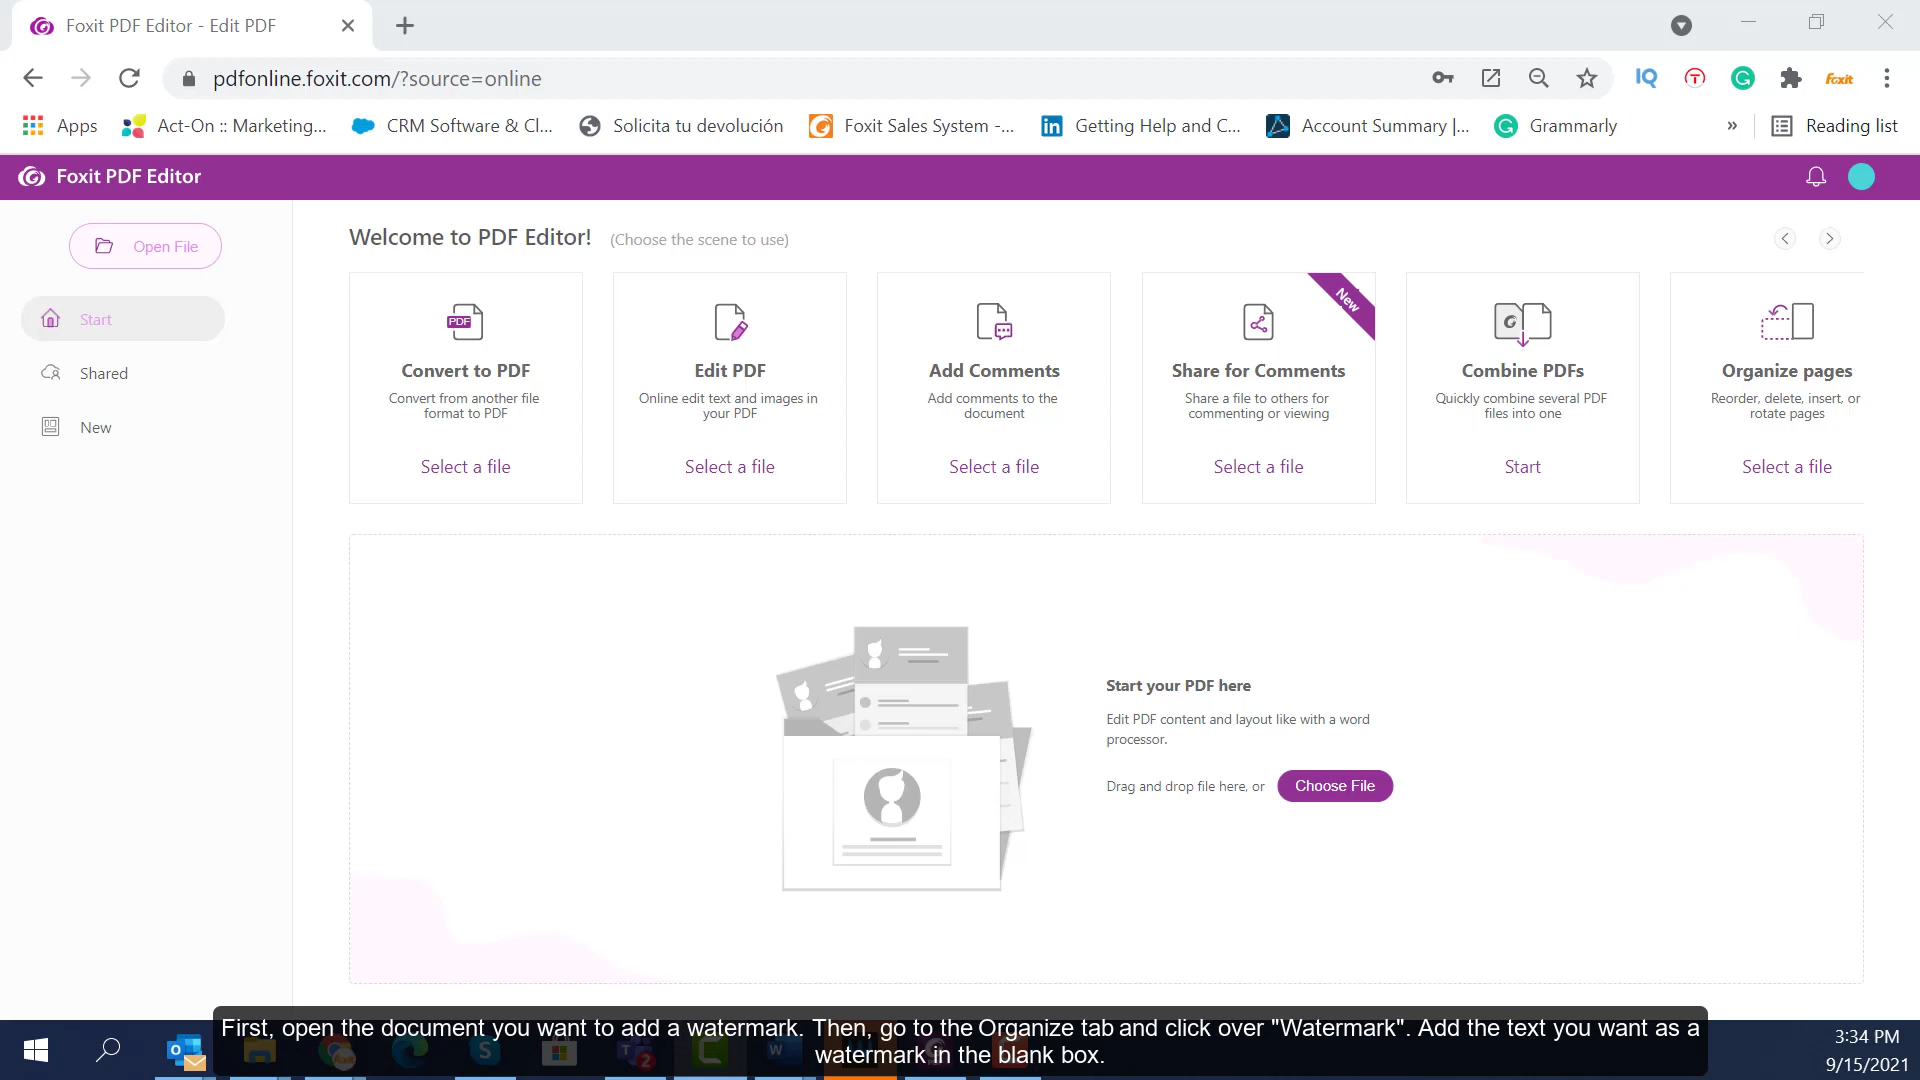 Foxit PDF Editor - Edit PDF
pdfonline.foxit.com/?source=online
IQ
foxit
Apps
Act-On :: Marketing...
CRM Software & Cl...
Solicita tu devolución
Foxit Sales System -...
Getting Help and C...
Account Summary |...
Grammarly
»
Reading list
Foxit PDF Editor
Open File
Start
Shared
New
Welcome to PDF Editor! (Choose the scene to use)
PDF
Convert to PDF
Convert from another file
format to PDF
Select a file
Edit PDF
Online edit text and images in
your PDF
Select a file
Add Comments
Add comments to the
document
Select a file
New
Share for Comments
Share a file to others for
commenting or viewing
Select a file
Combine PDFs
Quickly combine several PDF
files into one
Start
Organize pages
Reorder, delete, insert, or
rotate pages
Select a file
Start your PDF here
Edit PDF content and layout like with a word
processor.
Drag and drop file here, or
Choose File
First, open the document you want to add a watermark. Then, go to the Organize tab and click over "Watermark". Add the text you want as a
watermark in the blank box.
3:34 PM
9/15/2021